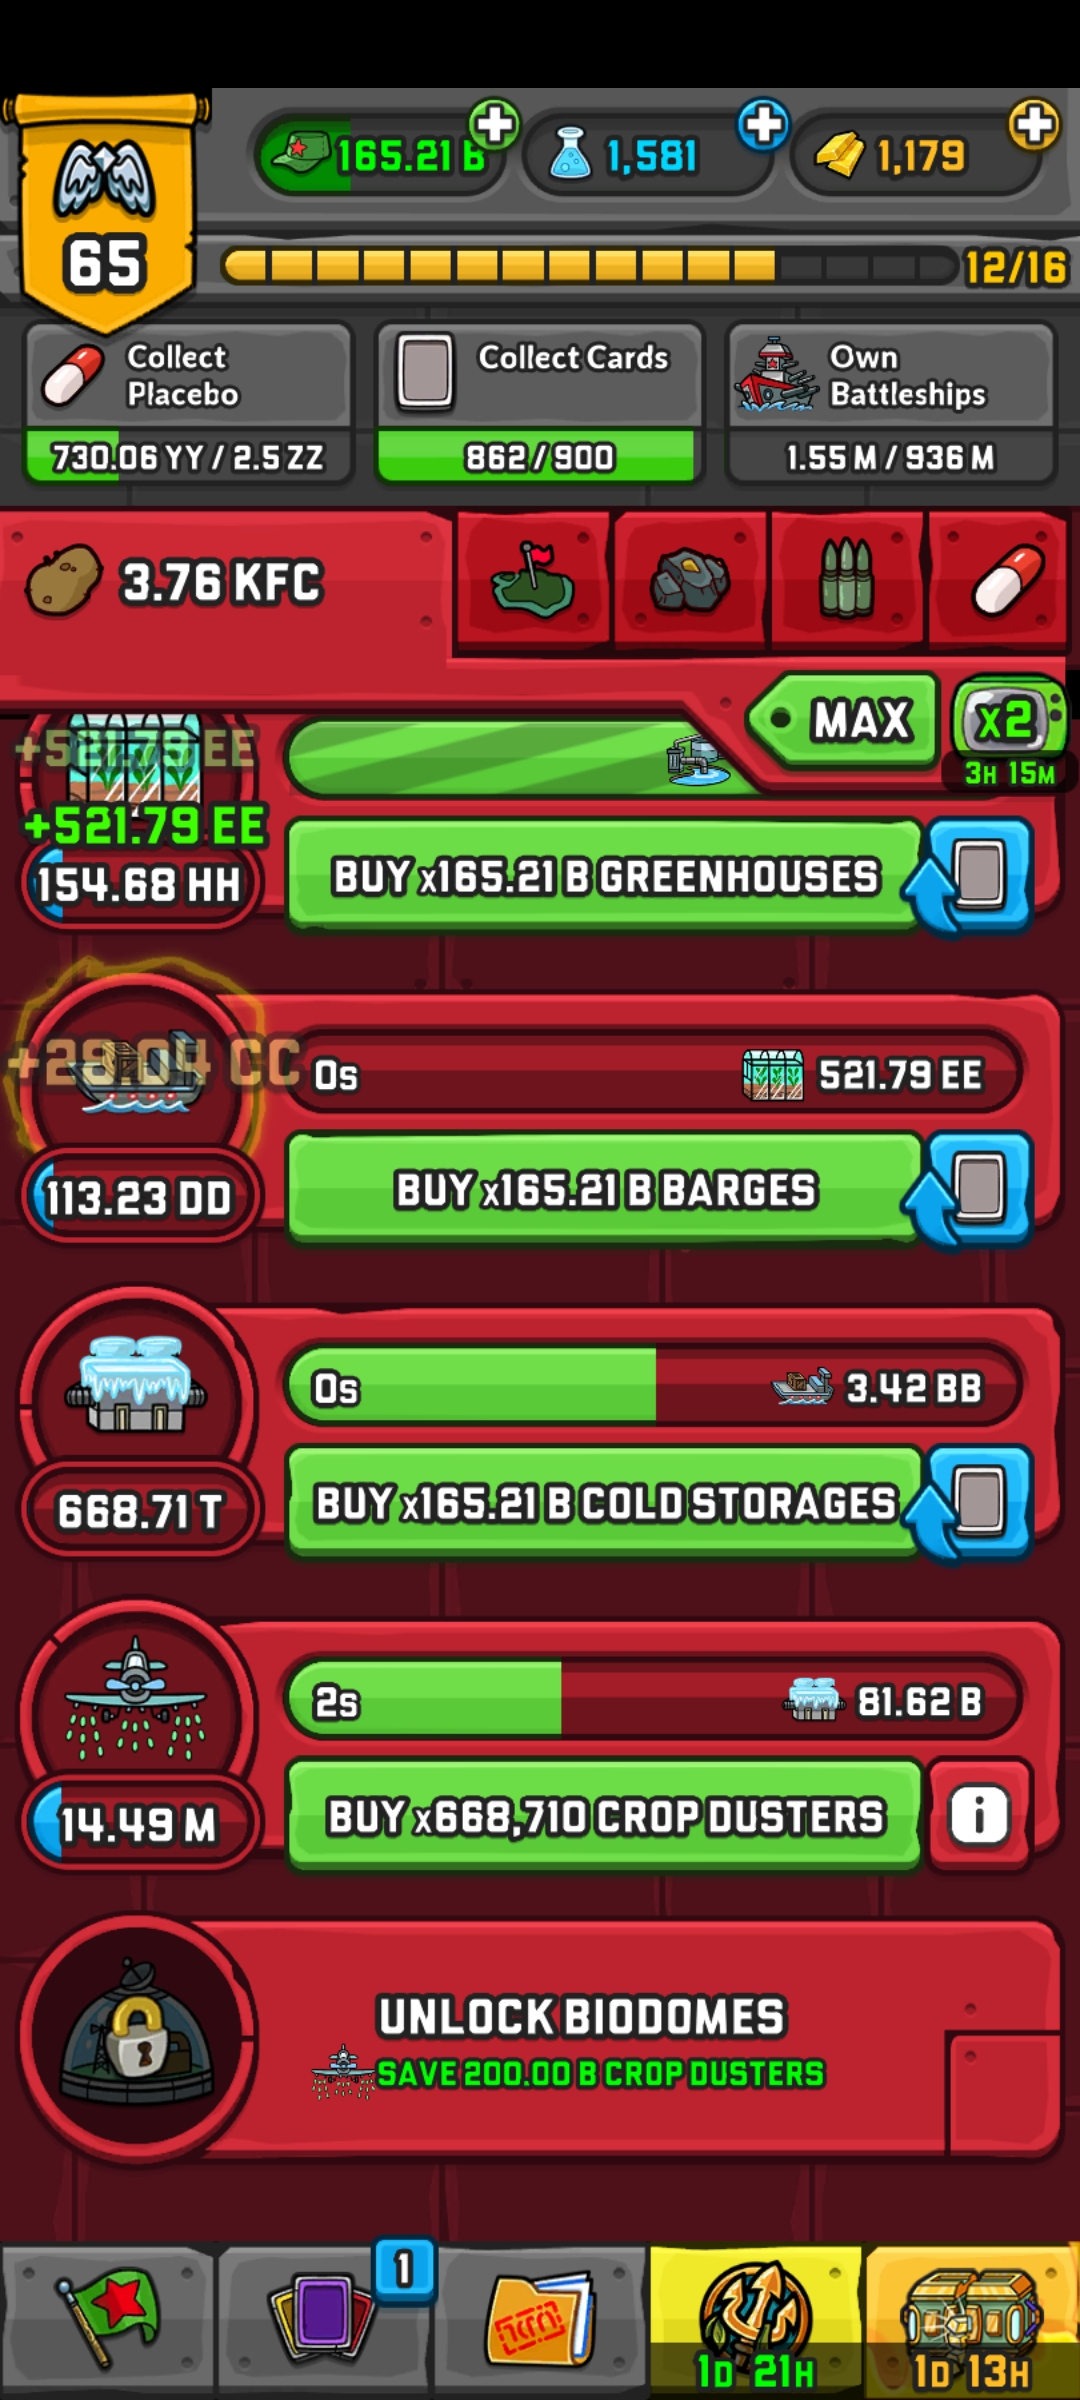 165.21 B
1,581
1,179
65
12/16
Collect
Placebo
730.06 YY / 2.5 ZZ
Collect Cards
862/900
Own
Battleships
1.55 M / 936 M
3.76 KFC
MAX
x2
3H 15M
+521.79 EE
+521.79 EE
154.68 HH
BUY x165.21 B GREENHOUSES
+29.04 CC
0s
521.79 EE
113.23 DD
BUY x165.21 B BARGES
0s
3.42 BB
668.71 T
BUY x165.21 B COLD STORAGES
2s
81.62 B
14.49 M
BUY x668,710 CROP DUSTERS
i
UNLOCK BIODOMES
SAVE 200.00 B CROP DUSTERS
1
1D 21H
1D 13H